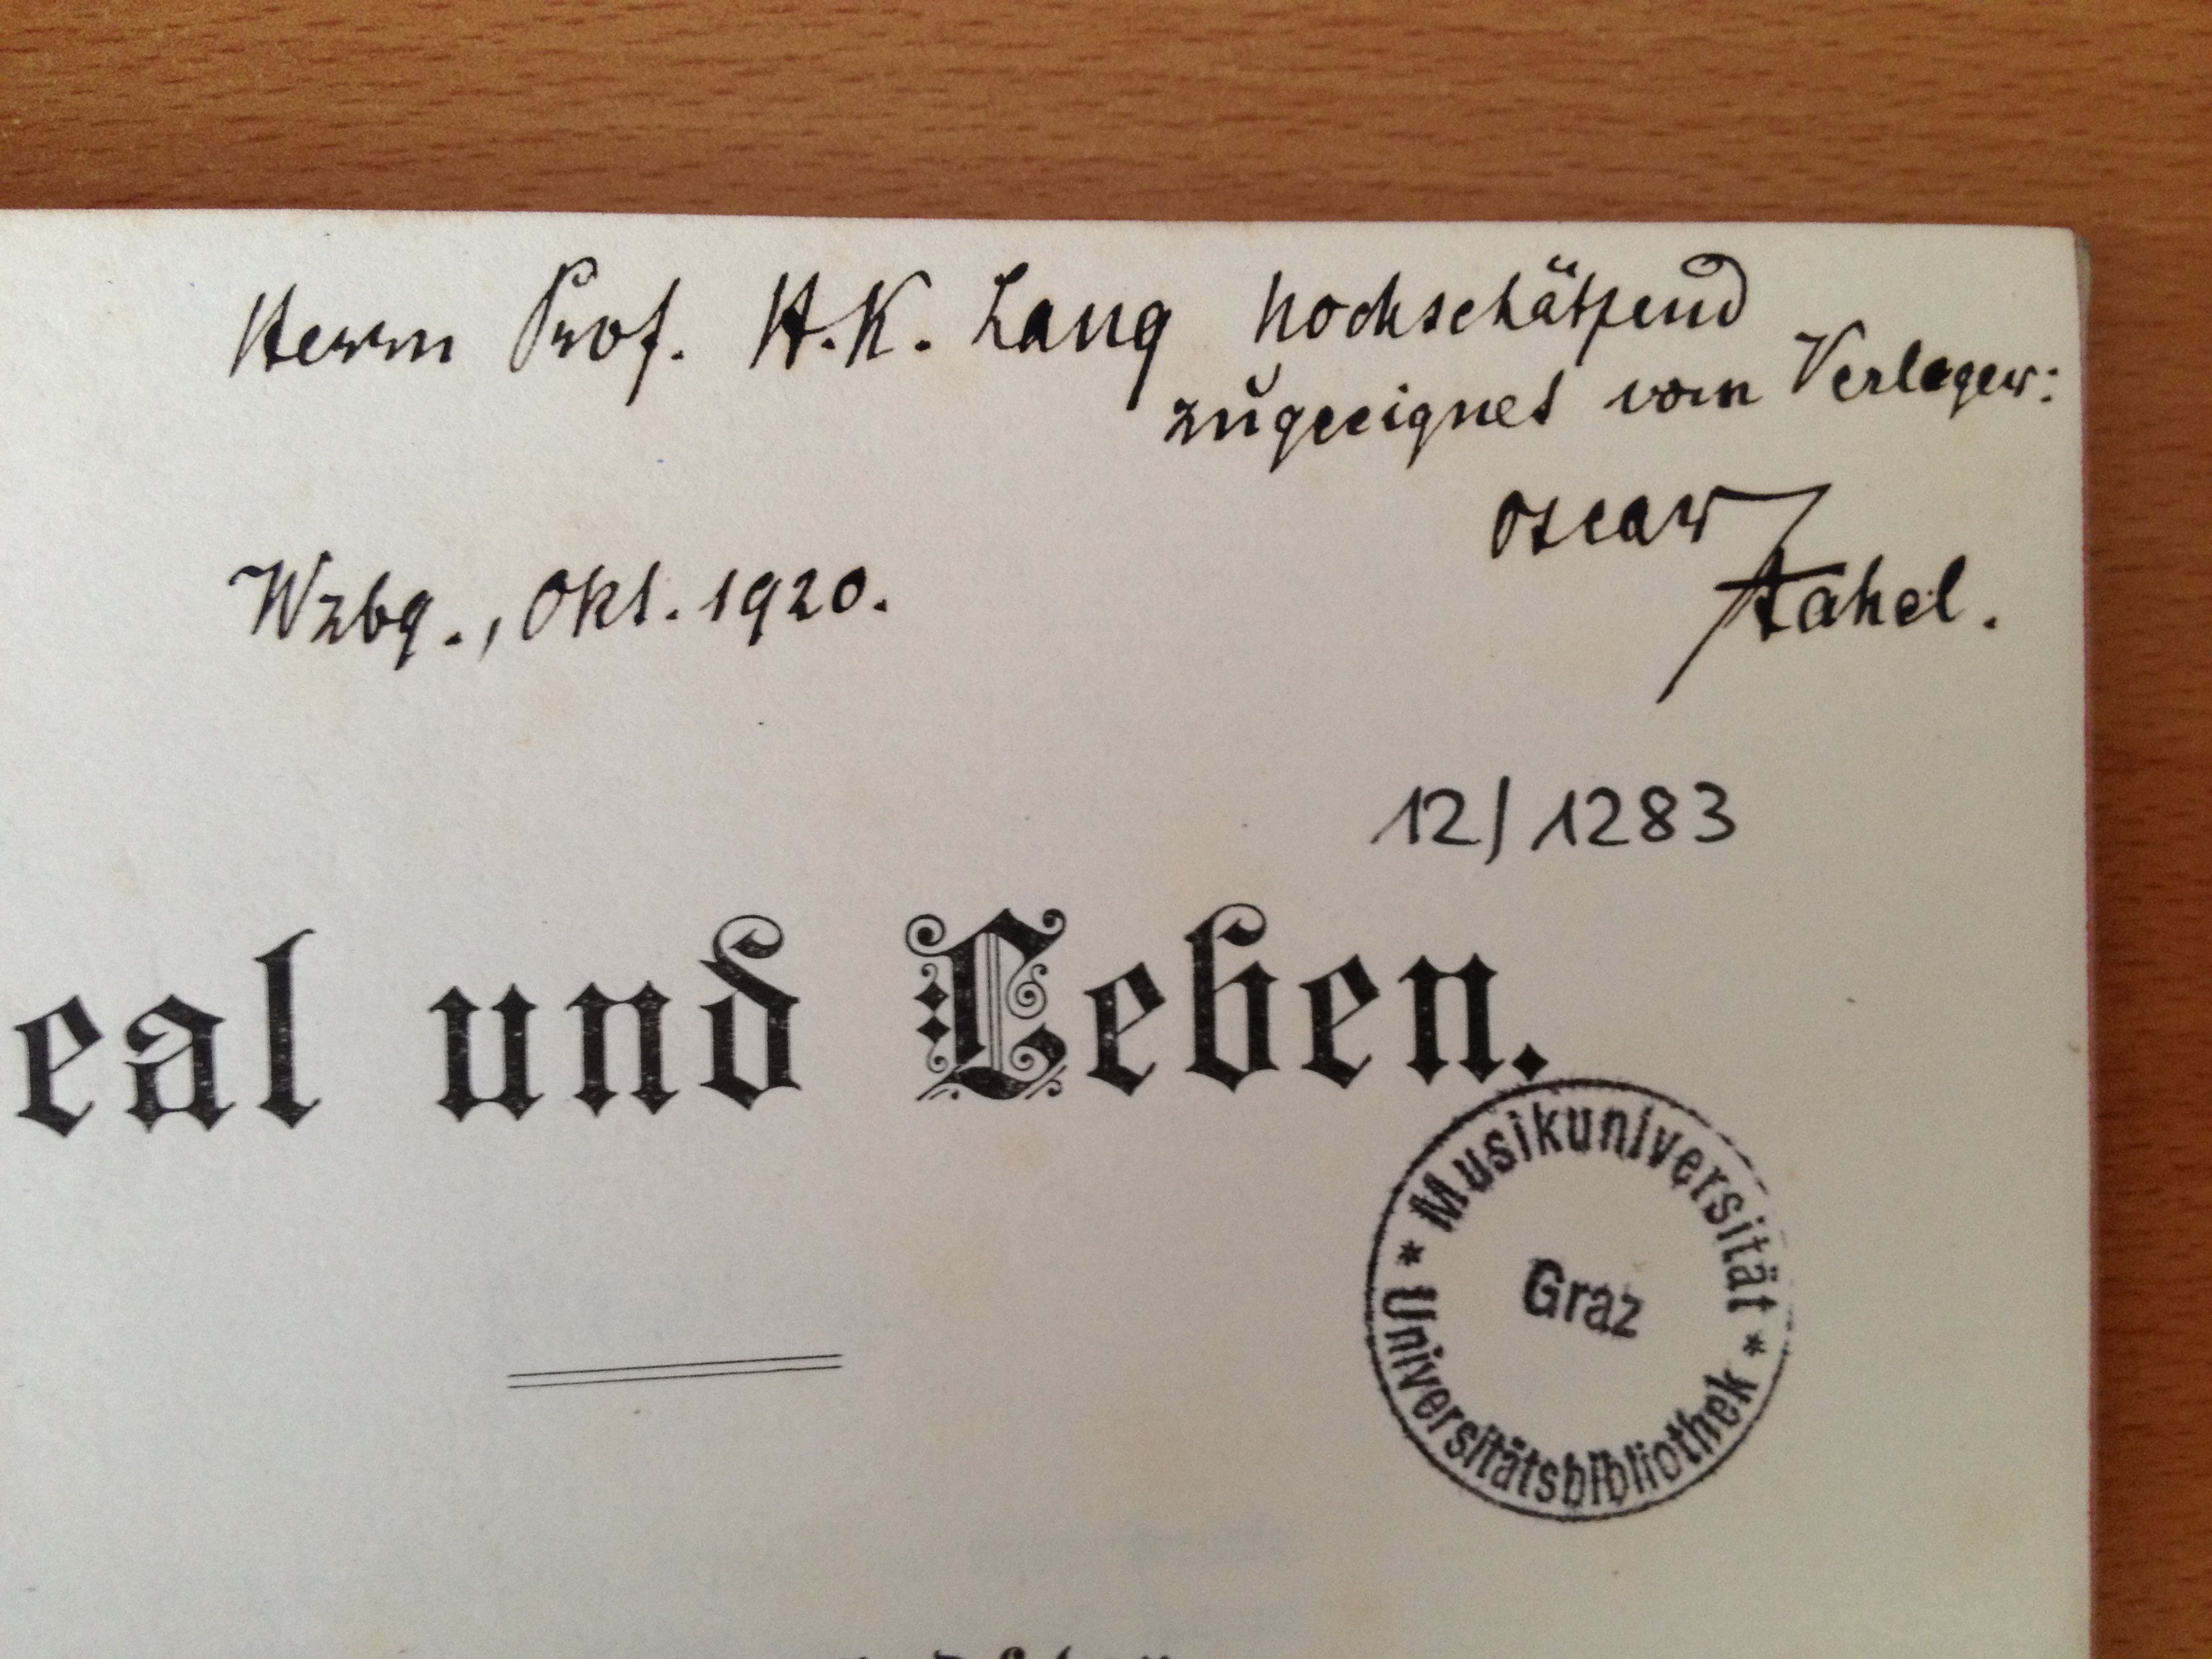 Herrn Prof. H. K. Lang hochschätzend
zugeeignet vom Verleger:
Oscar
Stahel.
Wzbg., Okt. 1920.
12/1283
eal und Leben.
Musikuniversität
Graz
Universitätsbibliothek